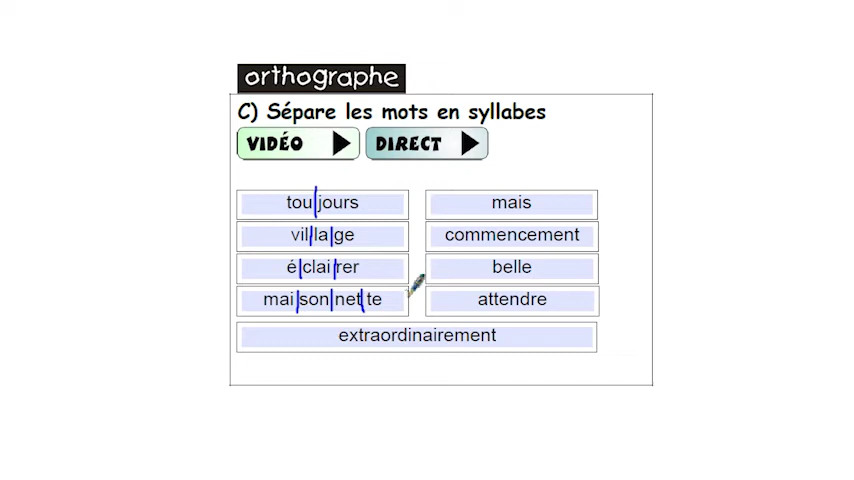 orthographe
C) Sépare les mots en syllabes
VIDÉO DIRECT
toujours mais
village commencement
éclairer belle
maisonnette attendre
extraordinairement